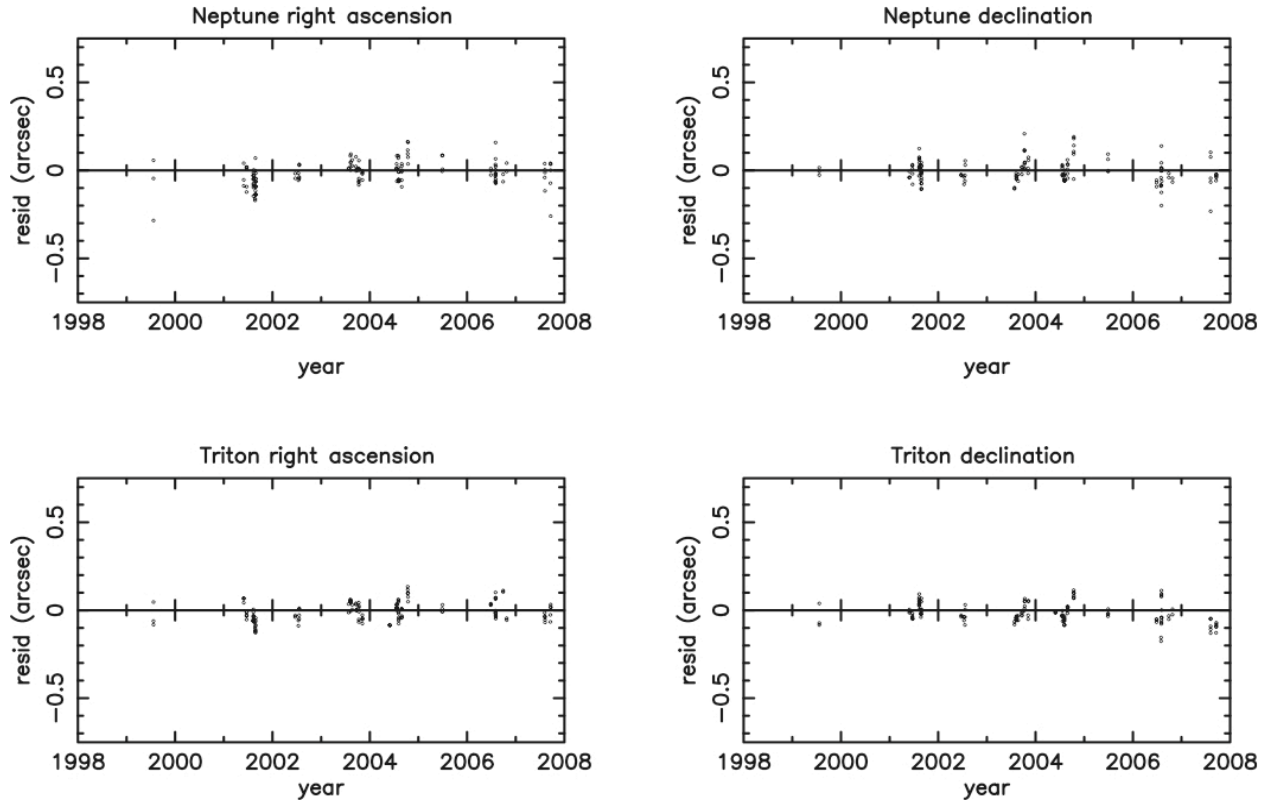 Neptune right ascension
resid (arcsec)
0.5
0
−0.5
1998 2000 2002 2004 2006 2008
year
Neptune declination
resid (arcsec)
0.5
0
−0.5
1998 2000 2002 2004 2006 2008
year
Triton right ascension
resid (arcsec)
0.5
0
−0.5
1998 2000 2002 2004 2006 2008
year
Triton declination
resid (arcsec)
0.5
0
−0.5
1998 2000 2002 2004 2006 2008
year